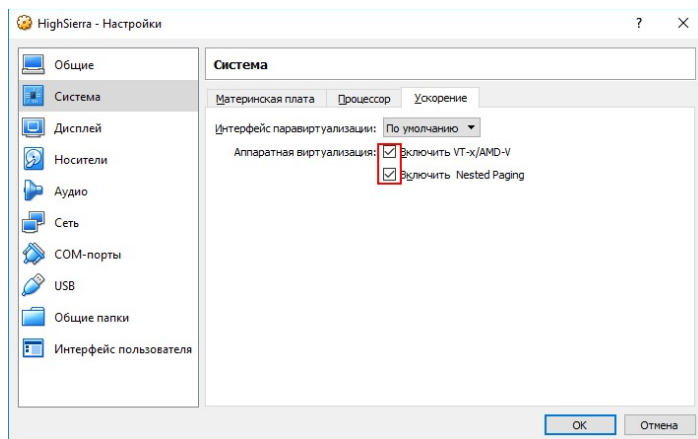 HighSierra - Настройки
Общие
Система
Дисплей
Носители
Аудио
Сеть
COM-порты
USB
Общие папки
Интерфейс пользователя
Система
Материнская плата Процессор Ускорение
Интерфейс паравиртуализации: По умолчанию
Аппаратная виртуализация: Включить VT-x/AMD-V
Включить Nested Paging
OK Отмена